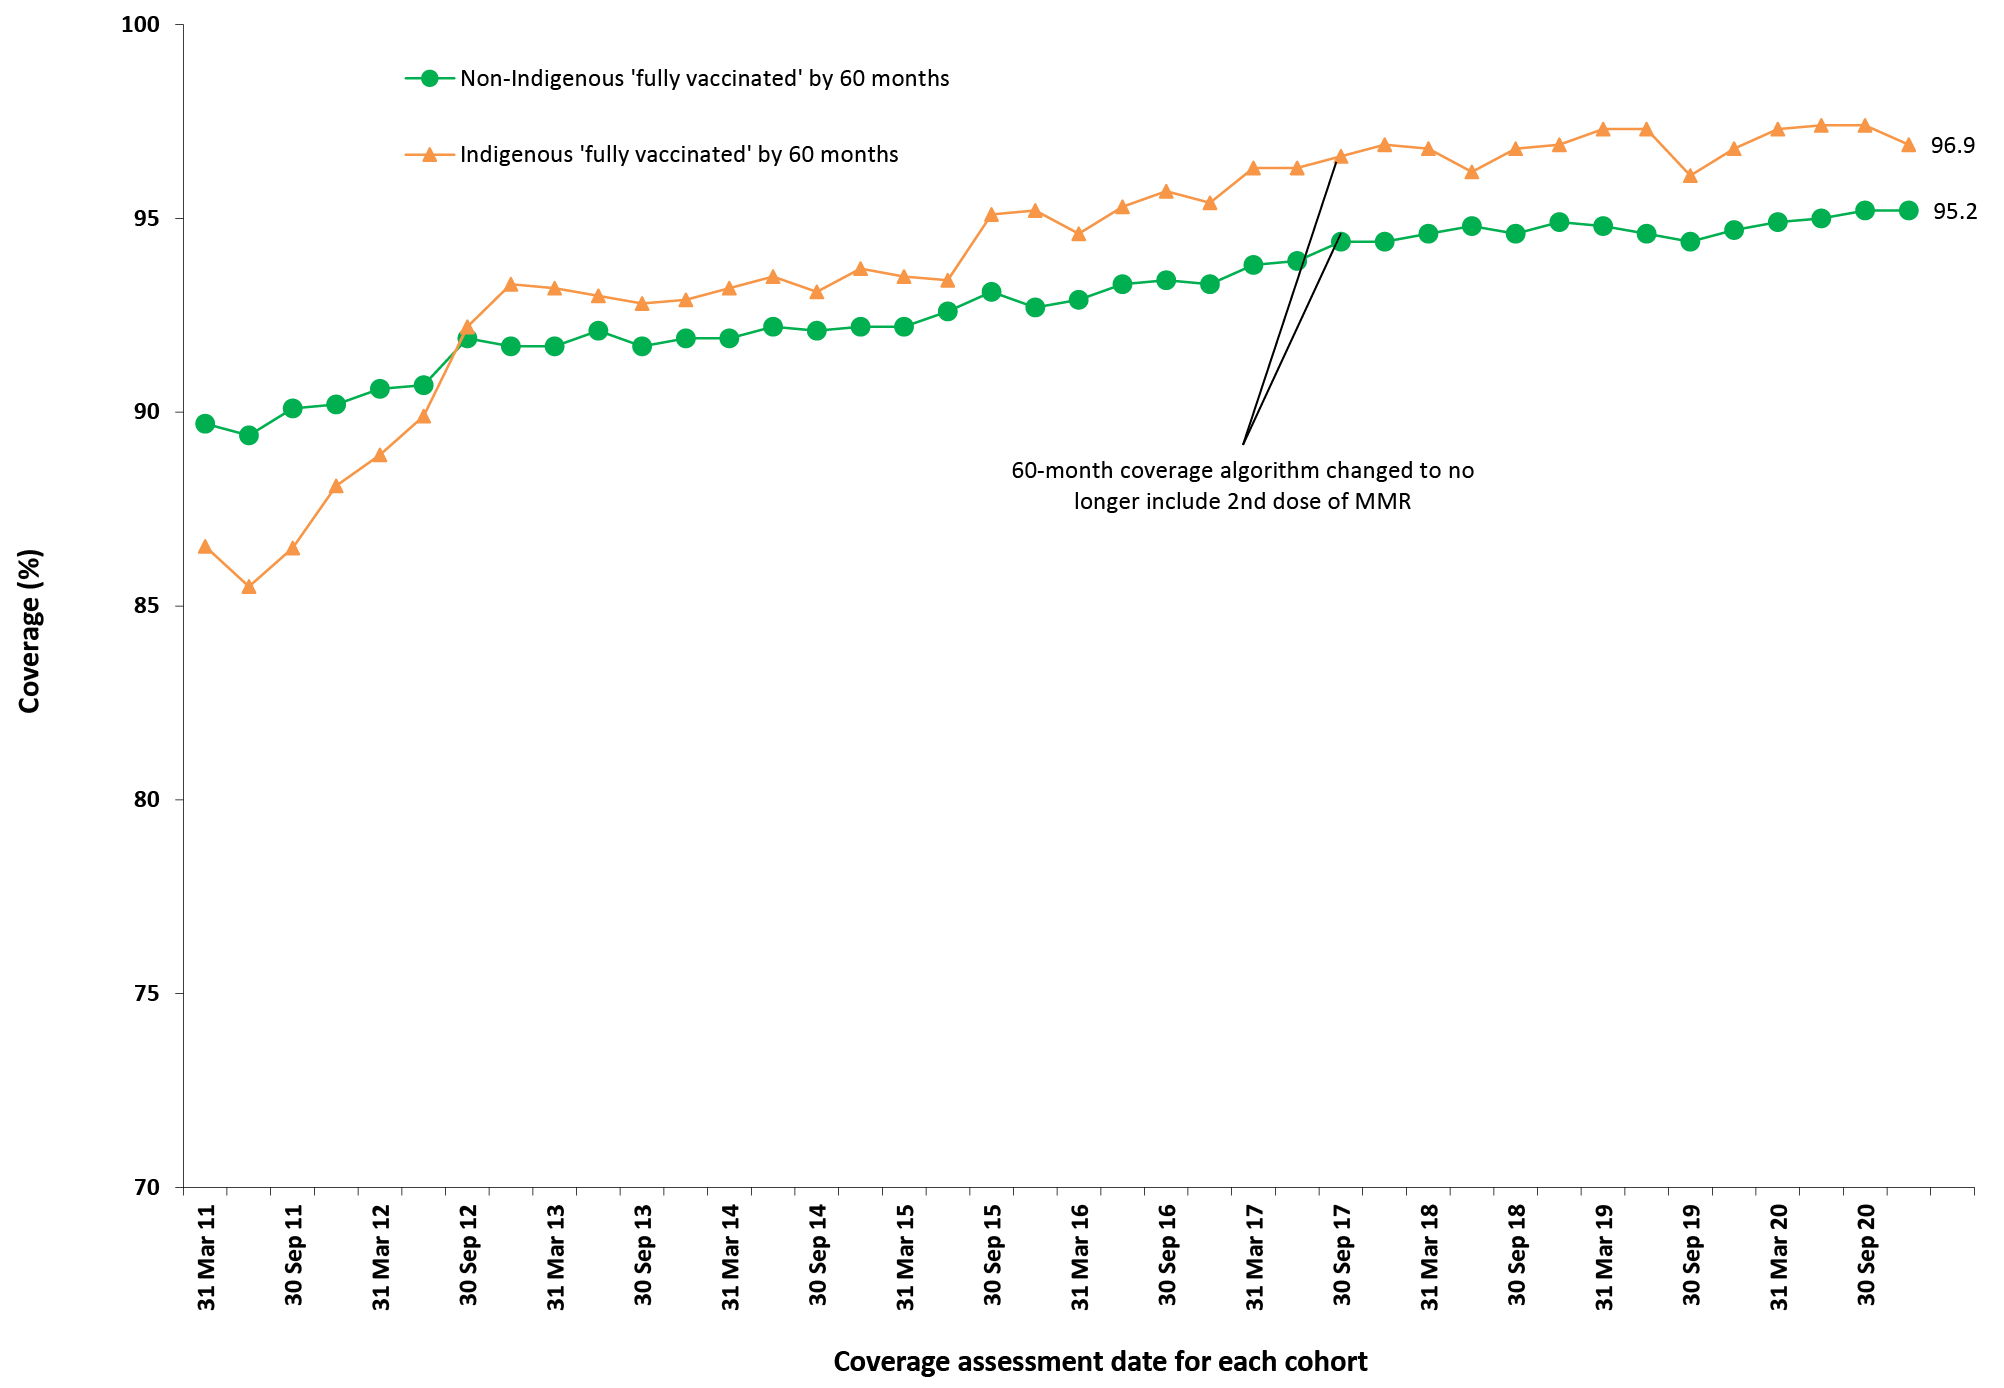 100
Non-Indigenous 'fully vaccinated' by 60 months
Indigenous 'fully vaccinated' by 60 months
96.9
95
95.2
90
60-month coverage algorithm changed to no
longer include 2nd dose of MMR
85
Coverage (%)
80
75
70
31 Mar 11
30 Sep 11
31 Mar 12
30 Sep 12
31 Mar 13
30 Sep 13
31 Mar 14
30 Sep 14
31 Mar 15
30 Sep 15
31 Mar 16
30 Sep 16
31 Mar 17
30 Sep 17
31 Mar 18
30 Sep 18
31 Mar 19
30 Sep 19
31 Mar 20
30 Sep 20
Coverage assessment date for each cohort